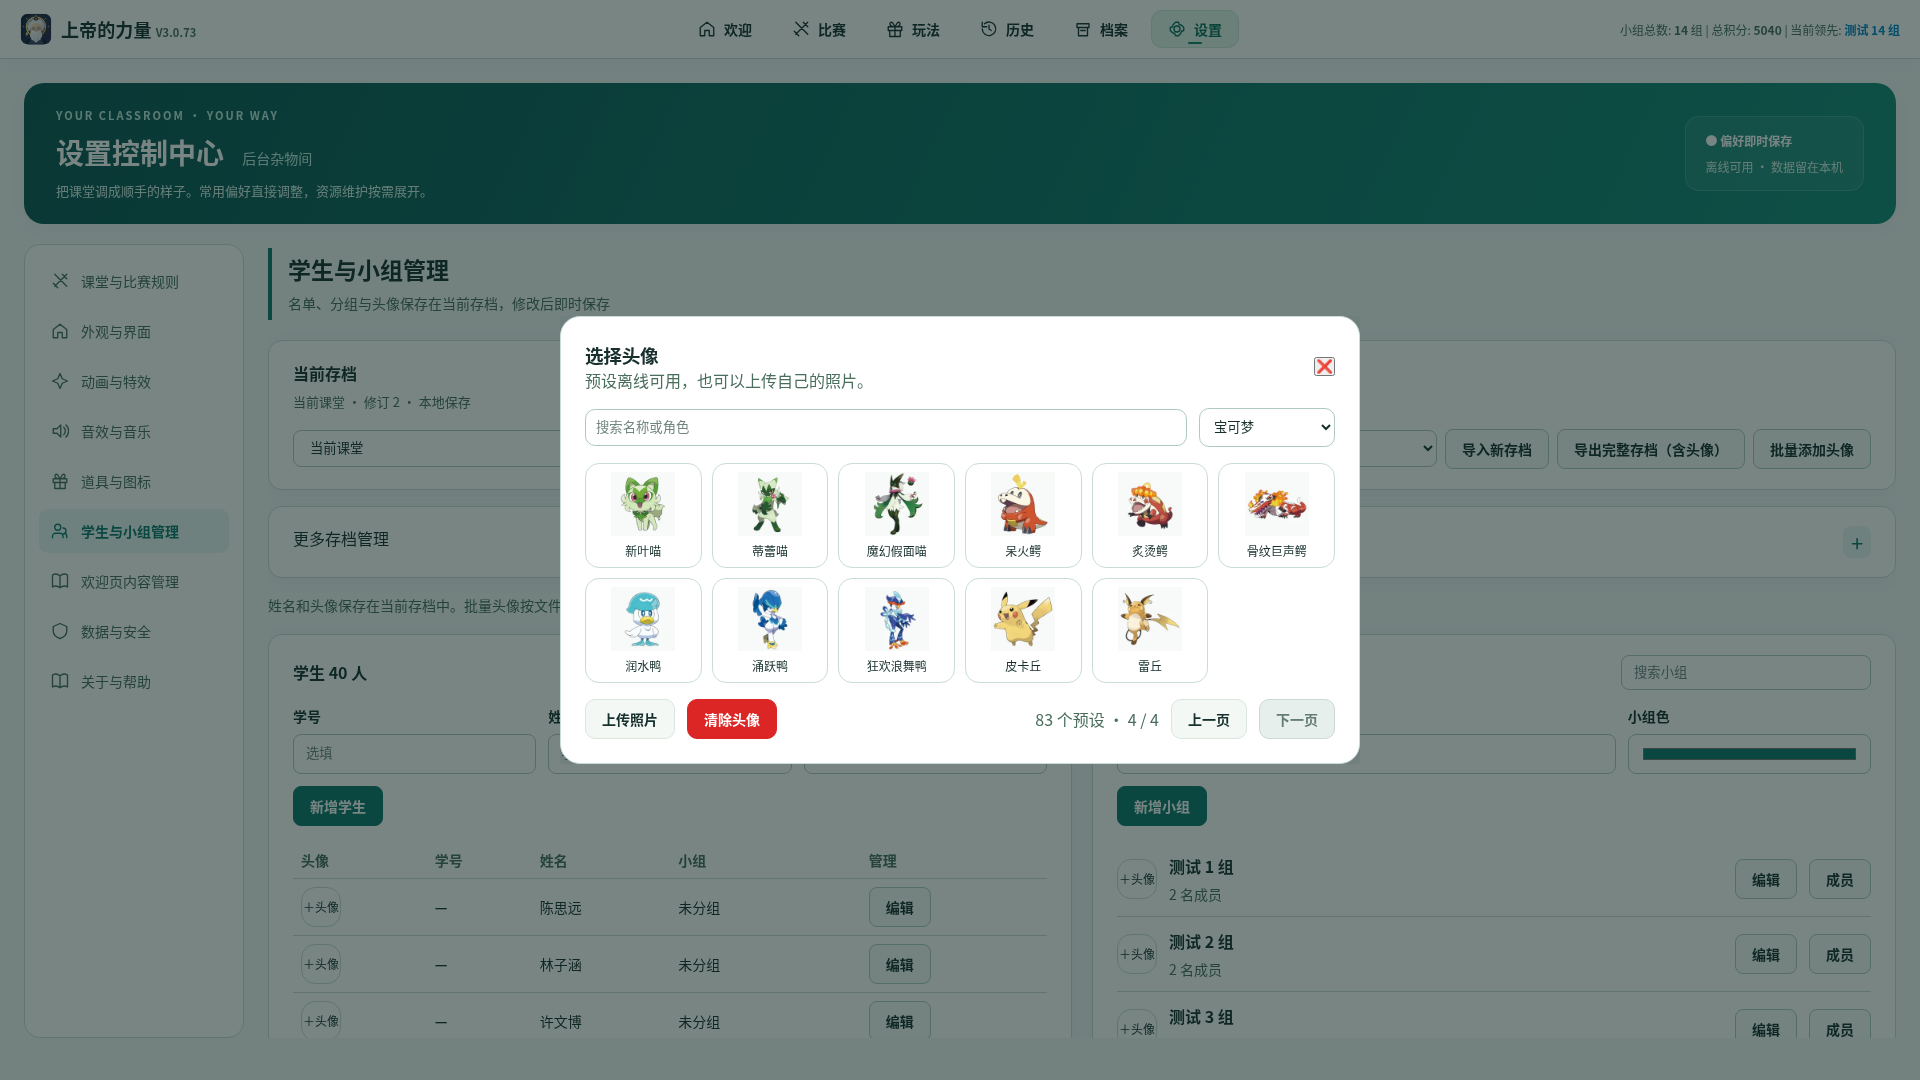 上帝的力量 V3.0.73
欢迎
比赛
玩法
历史
档案
设置
小组总数: 14 组 | 总积分: 5040 | 当前领先: 测试 14 组
YOUR CLASSROOM · YOUR WAY
设置控制中心 后台杂物间
把课堂调成顺手的样子。常用偏好直接调整，资源维护按需展开。
偏好即时保存
离线可用 · 数据留在本机
课堂与比赛规则
外观与界面
动画与特效
音效与音乐
道具与图标
学生与小组管理
欢迎页内容管理
数据与安全
关于与帮助
学生与小组管理
名单、分组与头像保存在当前存档，修改后即时保存
当前存档
当前课堂 · 修订 2 · 本地保存
当前课堂
导入新存档
导出完整存档（含头像）
批量添加头像
更多存档管理
+
姓名和头像保存在当前存档中。批量头像按文件
选择头像
预设离线可用，也可以上传自己的照片。
搜索名称或角色
宝可梦
新叶喵
蒂蕾喵
魔幻假面喵
呆火鳄
炙烫鳄
骨纹巨声鳄
润水鸭
涌跃鸭
狂欢浪舞鸭
皮卡丘
雷丘
上传照片
清除头像
83 个预设 · 4 / 4
上一页
下一页
学生 40 人
搜索小组
学号
选填
小组色
新增学生
新增小组
头像 学号 姓名 小组 管理
+头像 — 陈思远 未分组 编辑
+头像 — 林子涵 未分组 编辑
+头像 — 许文博 未分组 编辑
+头像
测试 1 组
2 名成员
编辑
成员
+头像
测试 2 组
2 名成员
编辑
成员
+头像
测试 3 组
编辑
成员